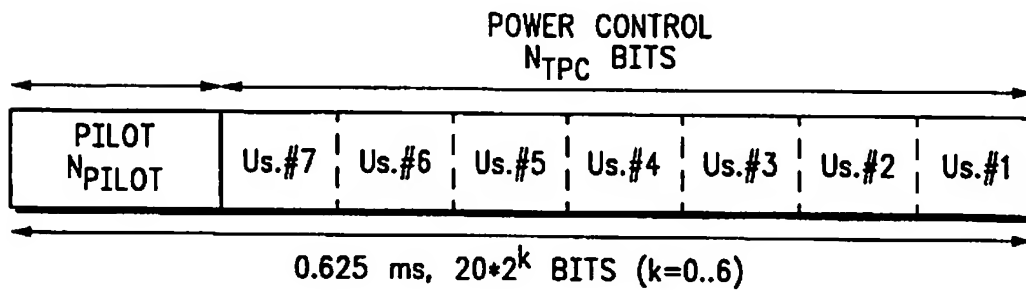 POWER CONTROL
N_TPC BITS
PILOT
N_PILOT
Us.#7 Us.#6 Us.#5 Us.#4 Us.#3 Us.#2 Us.#1
0.625 ms, 20*2^k BITS (k=0..6)